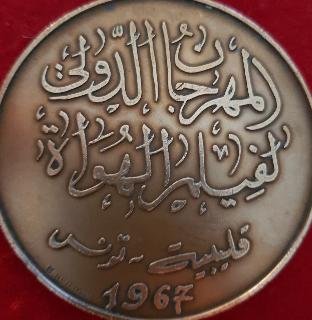 المهرجان الدولي
لفيلم الهواة
قليبية - تونس
1967